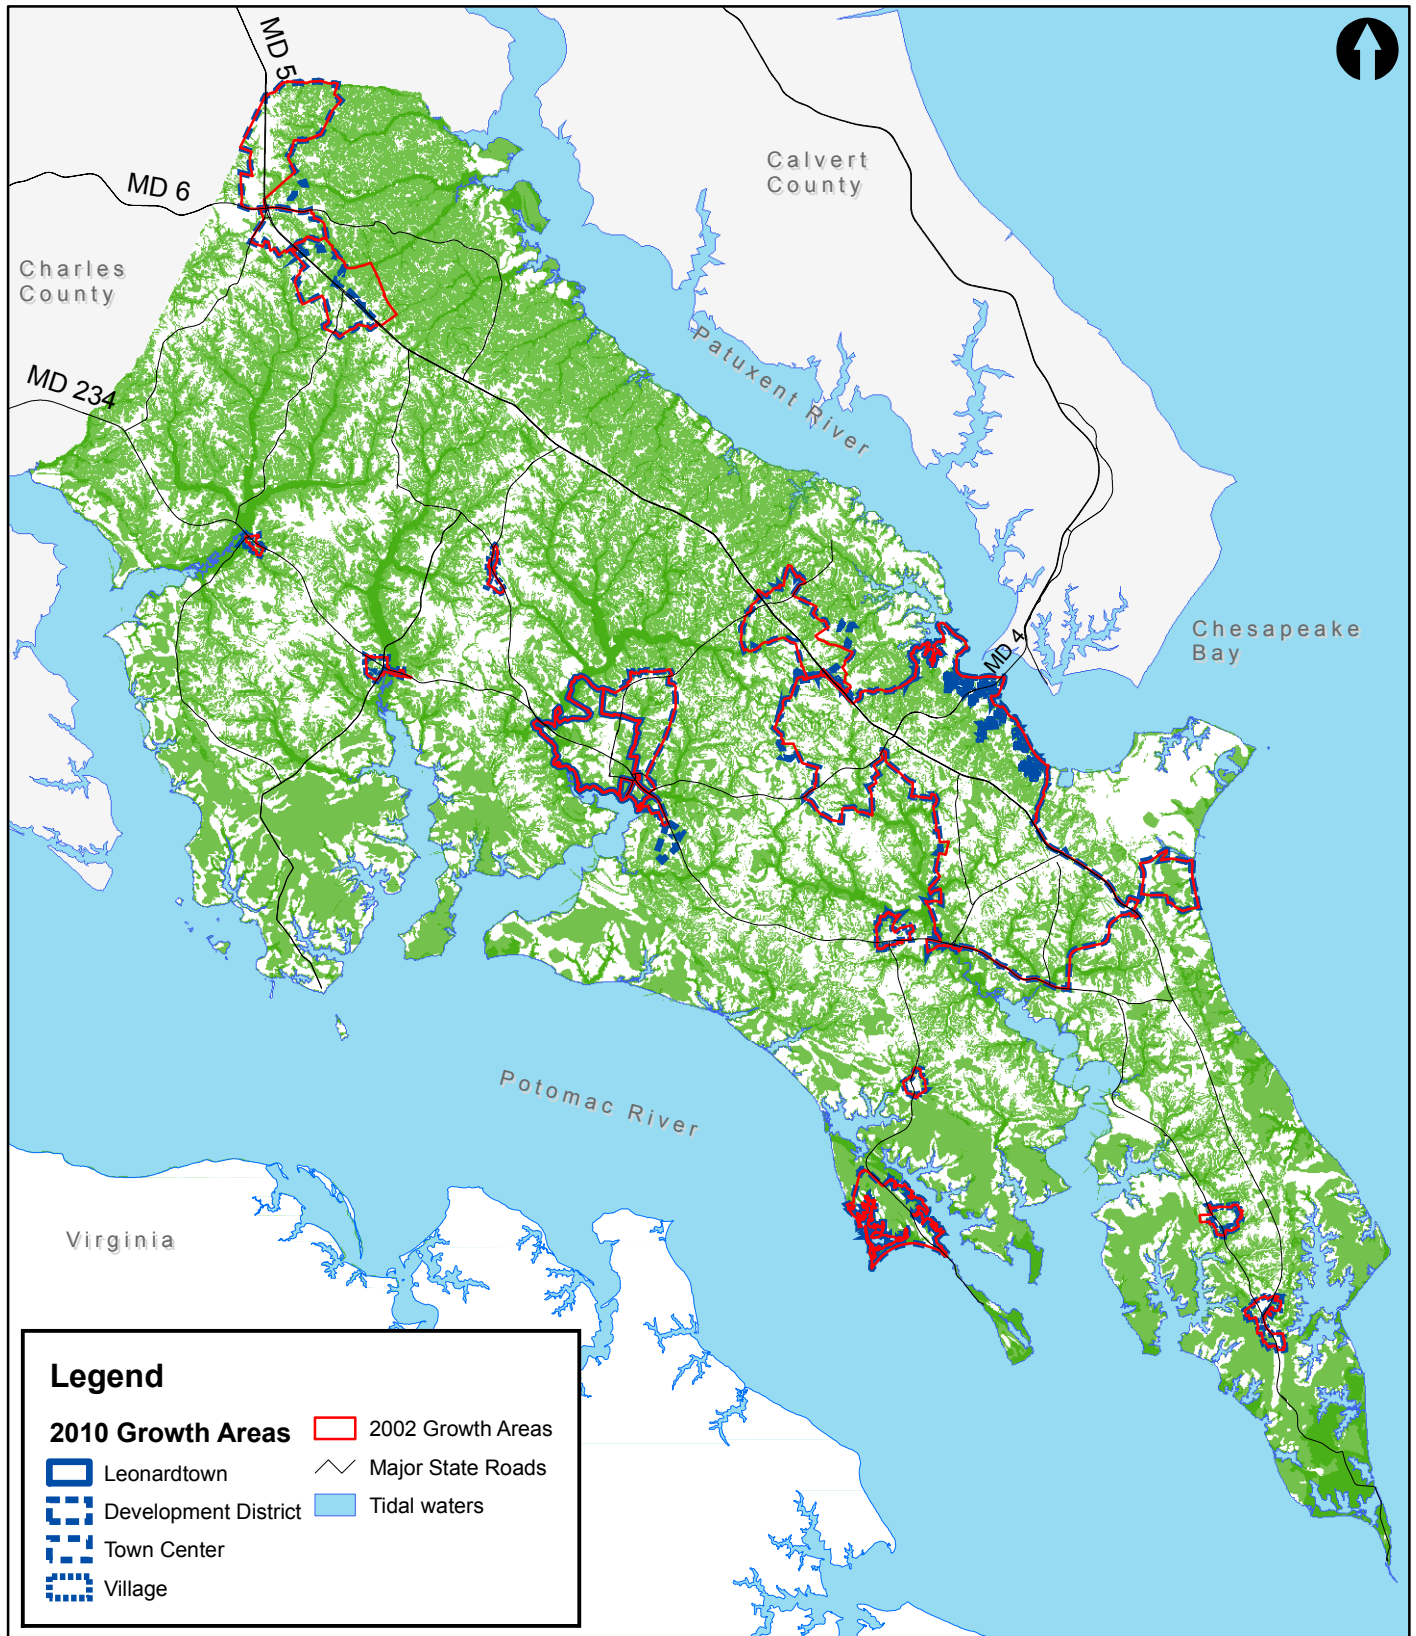 MD 5
Calvert
County
MD 6
Charles
County
Patuxent River
MD 234
Chesapeake
Bay
MD 4
Potomac River
Virginia
Legend
2010 Growth Areas
Leonardtown
Development District
Town Center
Village
2002 Growth Areas
Major State Roads
Tidal waters